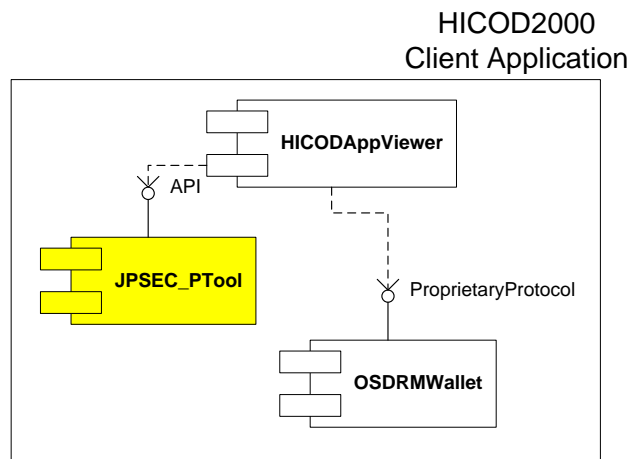 HICOD2000
Client Application
HICODAppViewer
API
JPSEC_PTool
ProprietaryProtocol
OSDRMWallet